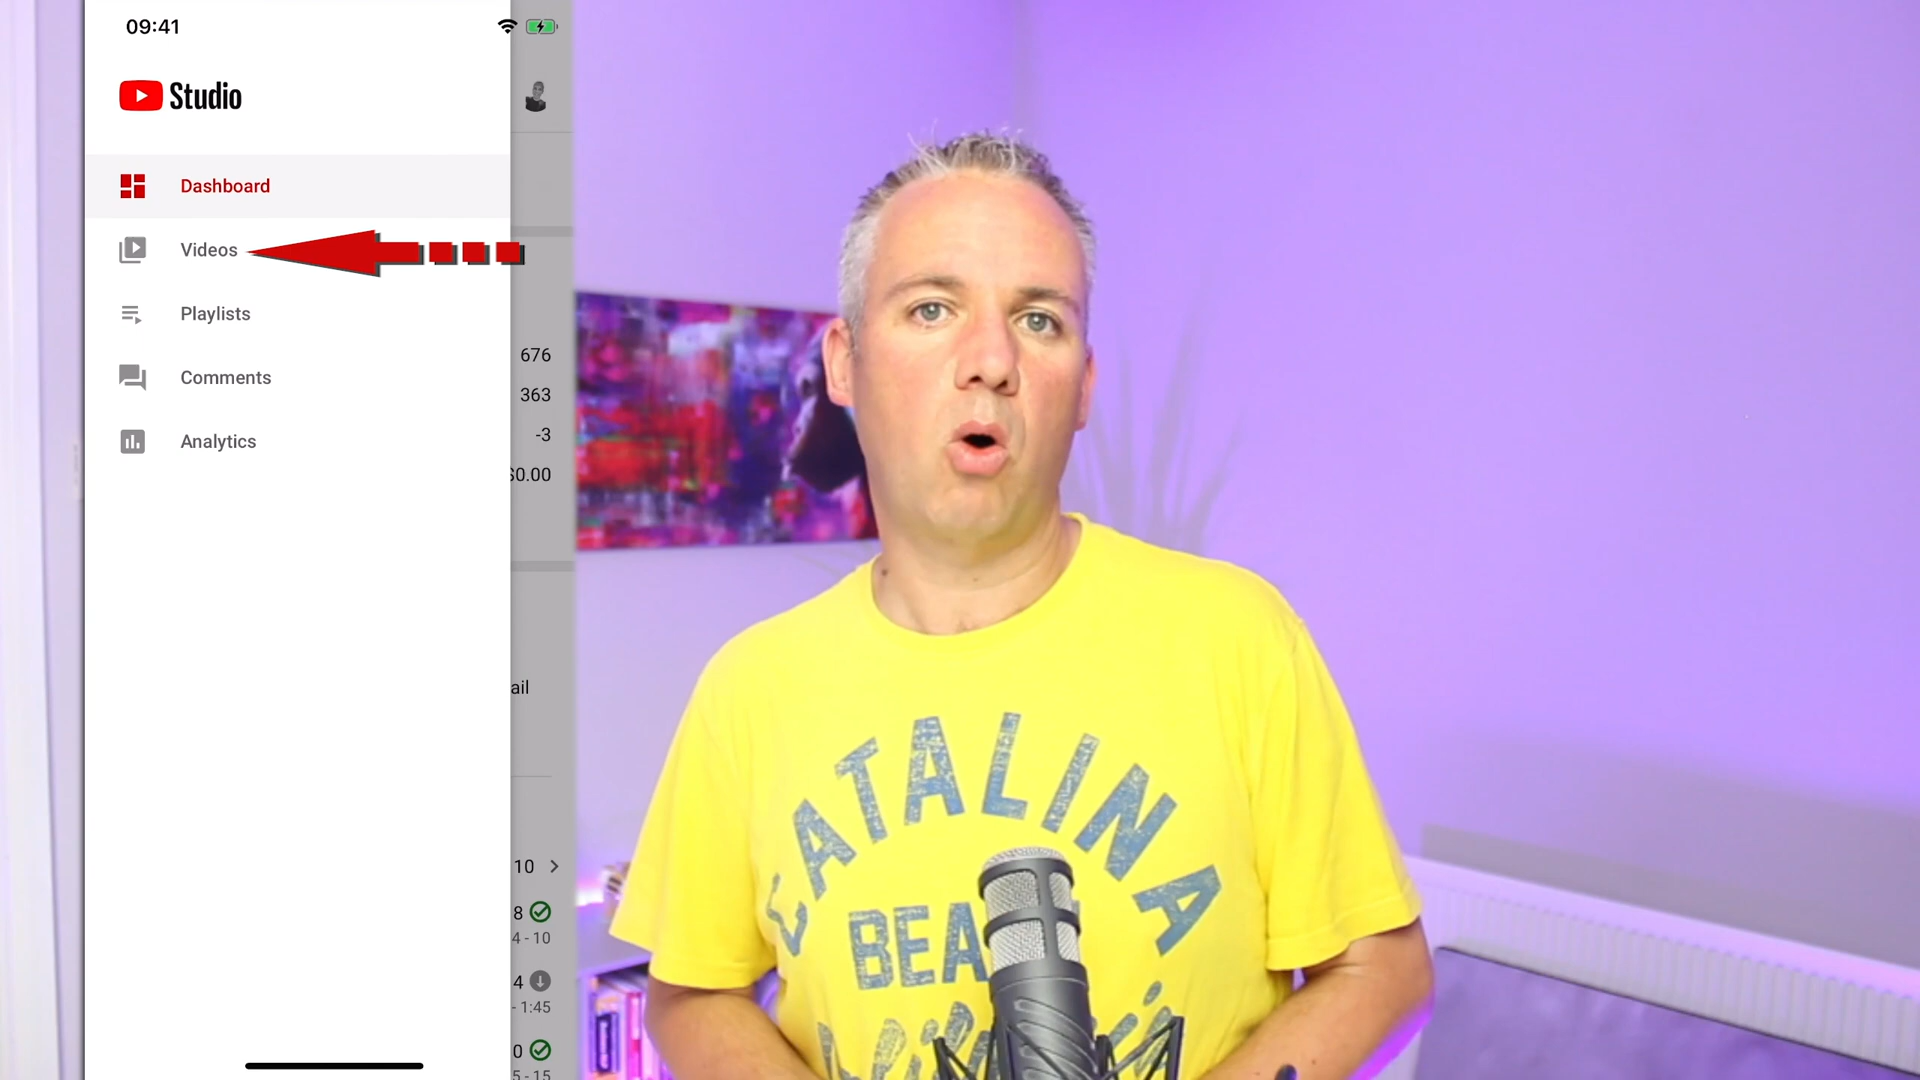 09:41
Studio
Dashboard
Videos
Playlists
Comments
Analytics
676
363
-3
$0.00
ail
10
8
4 - 10
4
- 1:45
0
5 - 15
CATALINA
BEA